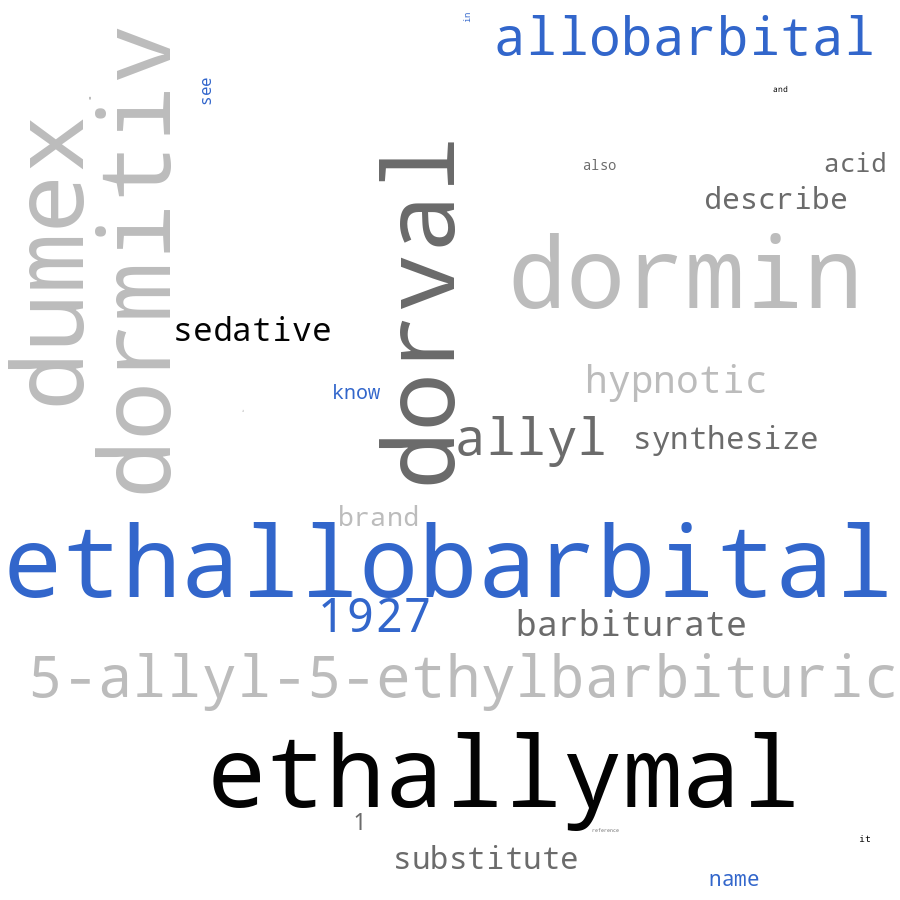 in
allobarbital
dormitiv
see
and
dumex
dorval
also
acid
describe
dormin
sedative
hypnotic
know
allyl
synthesize
brand
ethallobarbital
1927
barbiturate
5-allyl-5-ethylbarbituric
ethallymal
1
reference
it
substitute
name